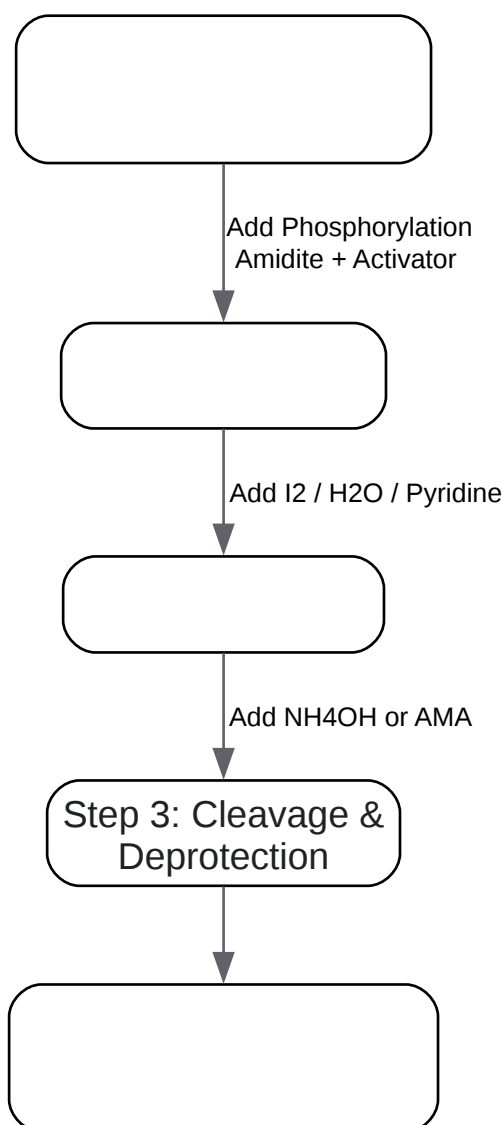 Add Phosphorylation
Amidite + Activator
Add I2 / H2O / Pyridine
Add NH4OH or AMA
Step 3: Cleavage &
Deprotection